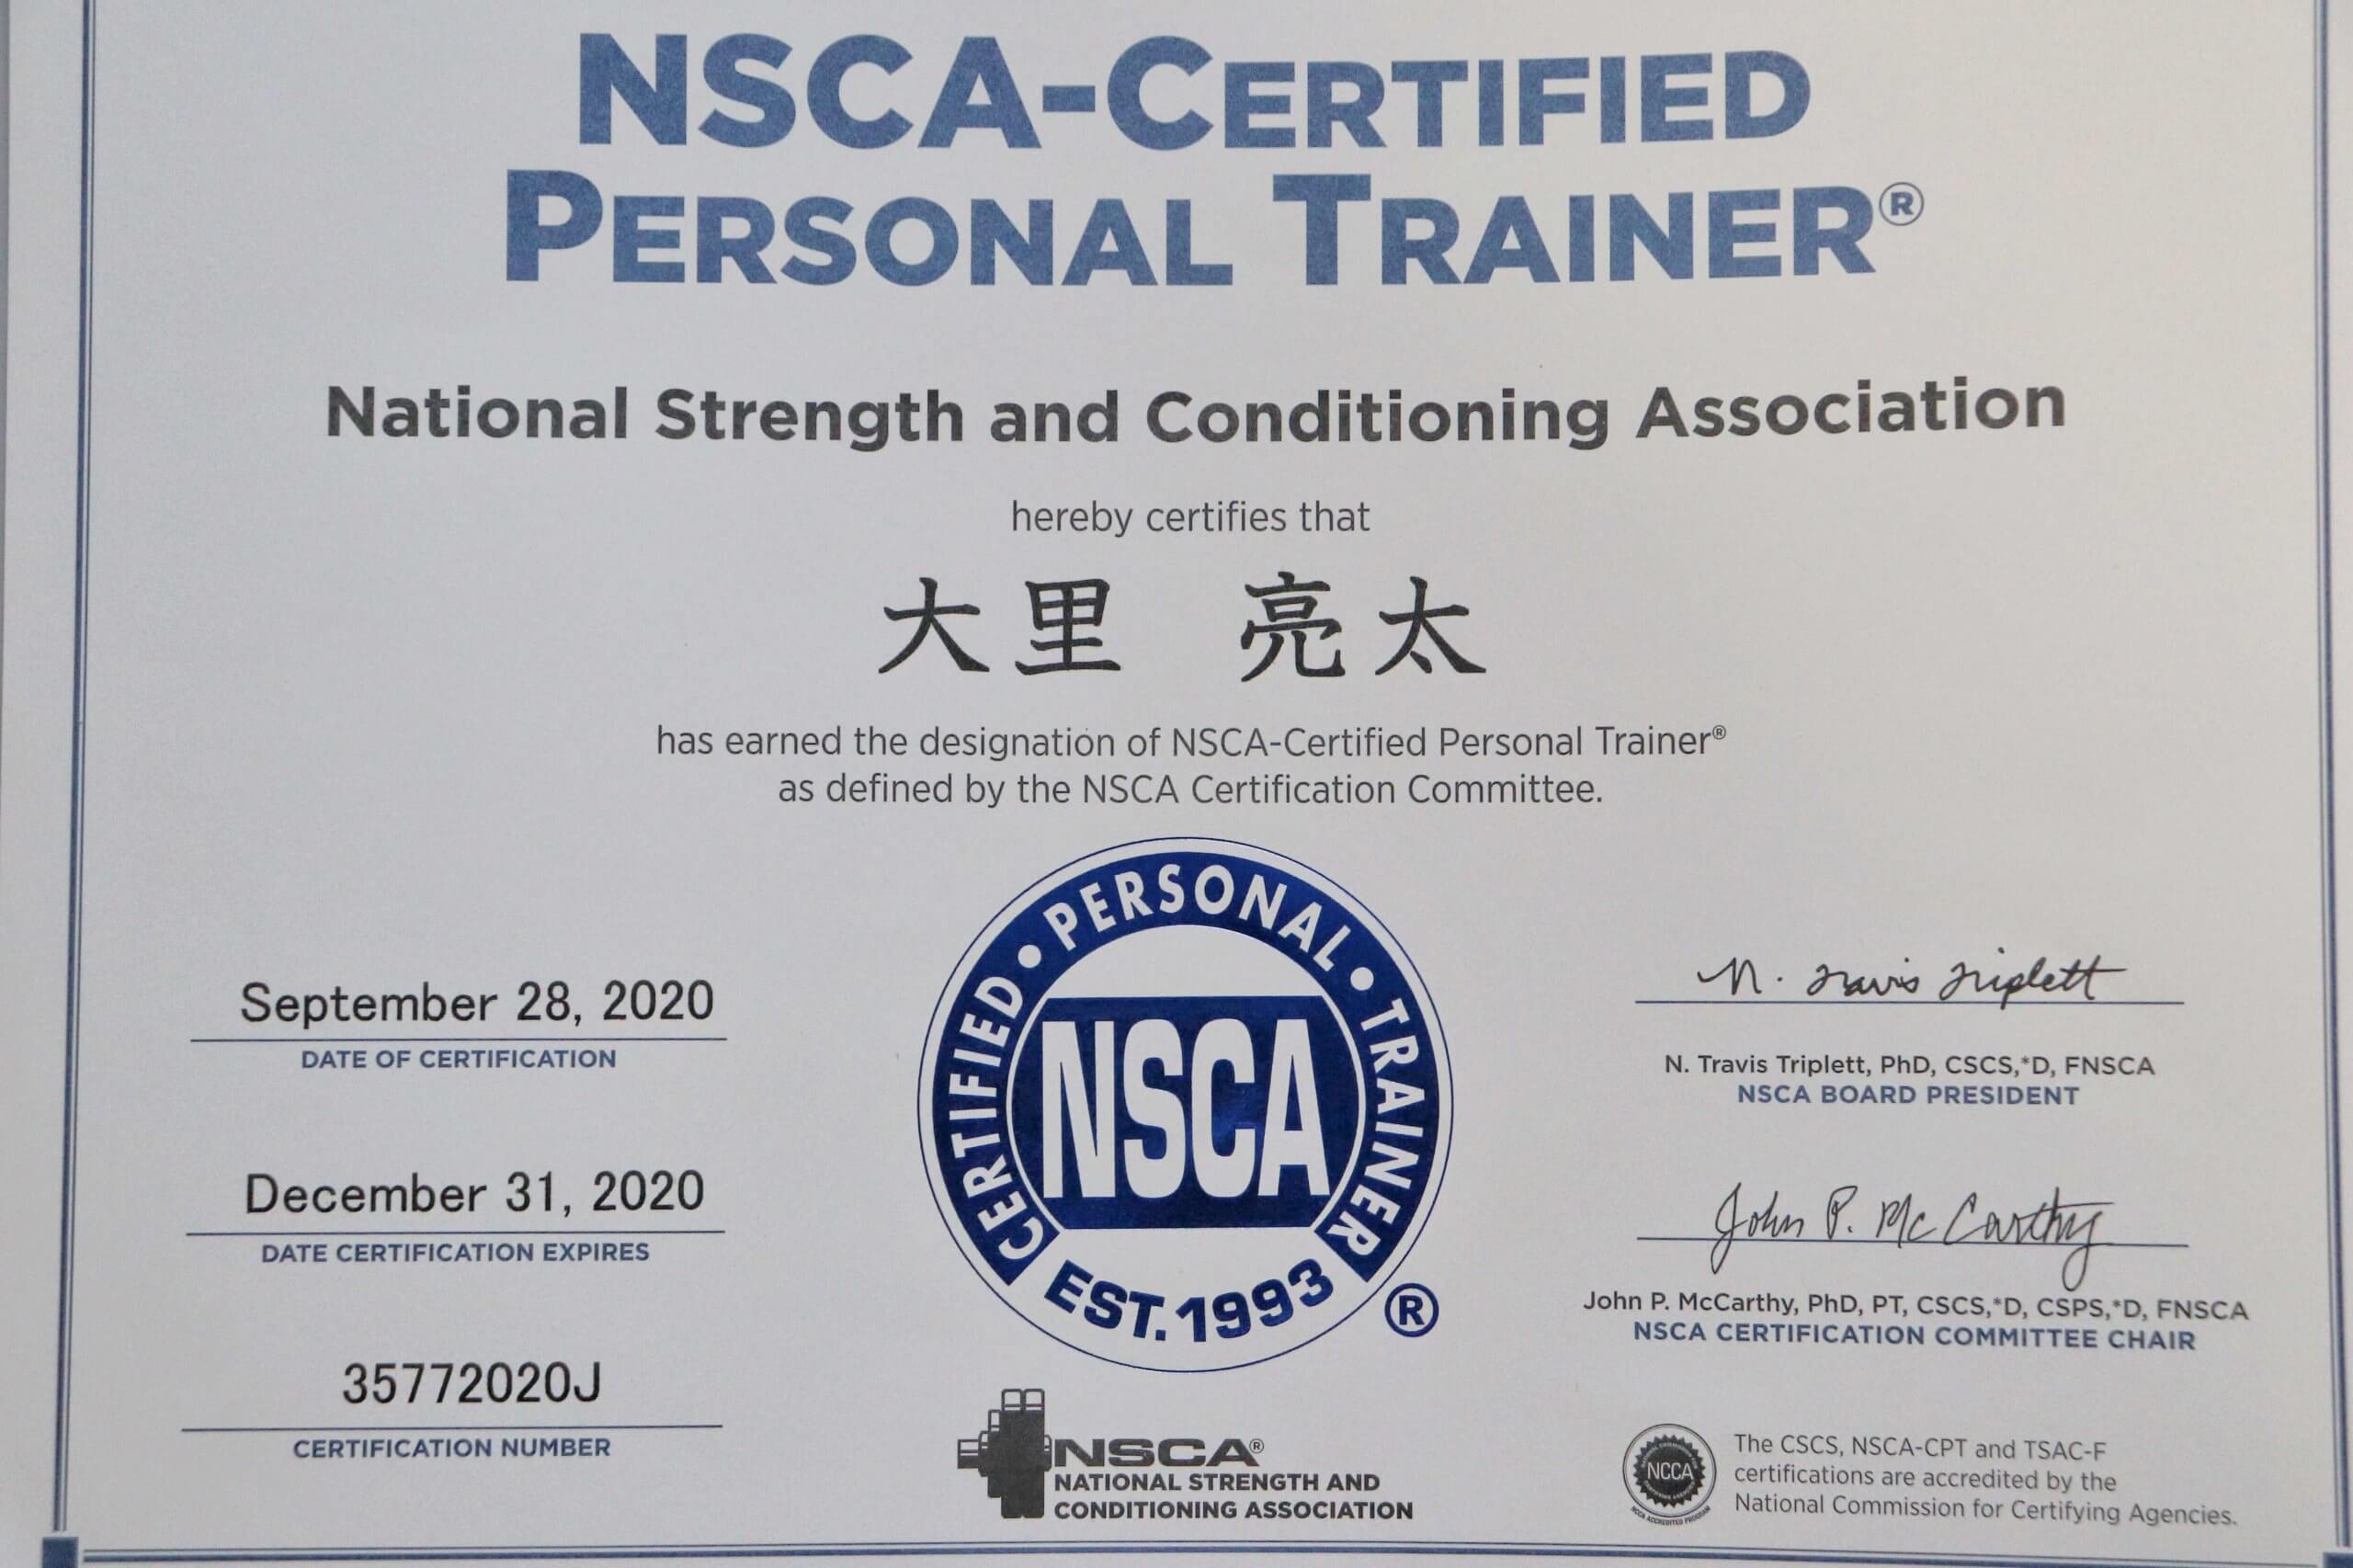 NSCA-CERTIFIED
PERSONAL TRAINER®
National Strength and Conditioning Association
hereby certifies that
大里 亮太
has earned the designation of NSCA-Certified Personal Trainer®
as defined by the NSCA Certification Committee.
September 28, 2020
DATE OF CERTIFICATION
December 31, 2020
DATE CERTIFICATION EXPIRES
35772020J
CERTIFICATION NUMBER
CERTIFIED • PERSONAL • TRAINER
NSCA
EST. 1993
®
NSCA®
NATIONAL STRENGTH AND
CONDITIONING ASSOCIATION
N. Travis Triplett
N. Travis Triplett, PhD, CSCS,*D, FNSCA
NSCA BOARD PRESIDENT
John P. McCarthy
John P. McCarthy, PhD, PT, CSCS,*D, CSPS,*D, FNSCA
NSCA CERTIFICATION COMMITTEE CHAIR
NCCA
NCCA ACCREDITED PROGRAM
The CSCS, NSCA-CPT and TSAC-F
certifications are accredited by the
National Commission for Certifying Agencies.